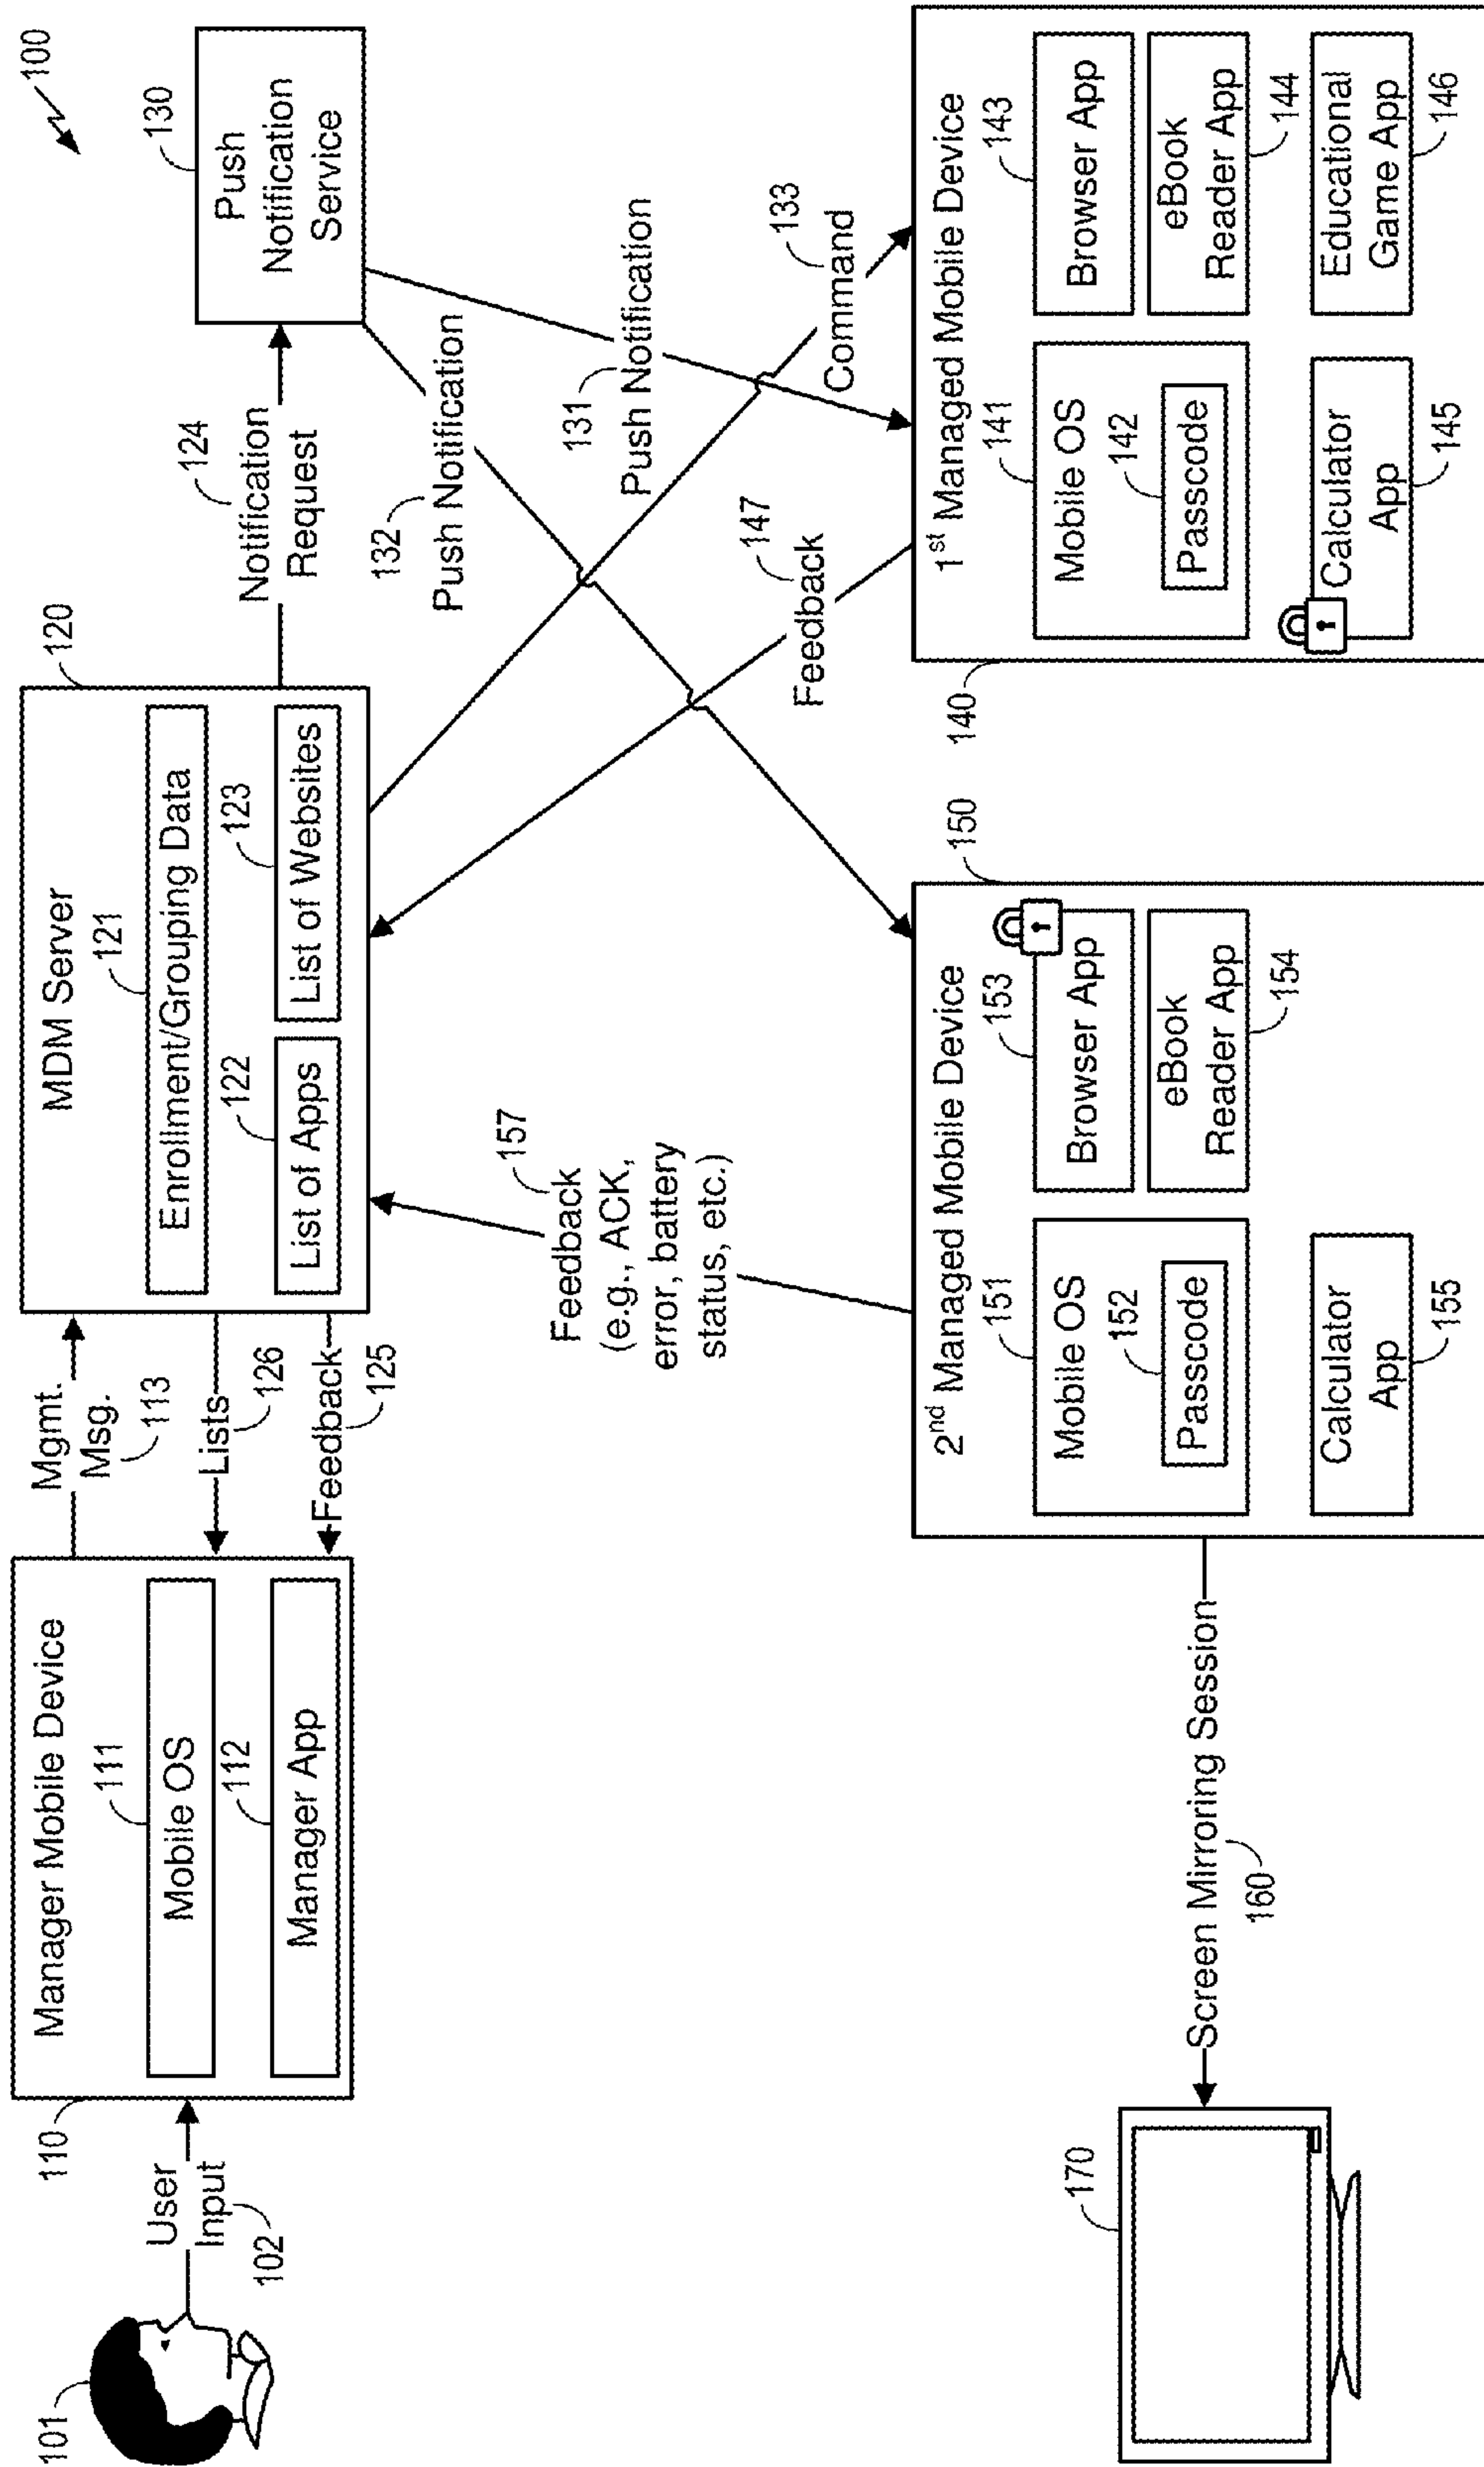 100
101
User
Input
102
110
Manager Mobile Device
111
Mobile OS
112
Manager App
Mgmt.
Msg.
113
Lists
126
Feedback
125
120
MDM Server
121
Enrollment/Grouping Data
122
List of Apps
123
List of Websites
124
Notification
Request
130
Push
Notification
Service
132
Push Notification
131
Push Notification
133
Command
147
Feedback
157
Feedback
(e.g., ACK,
error, battery
status, etc.)
170
Screen Mirroring Session
160
150
2nd Managed Mobile Device
151
Mobile OS
152
Passcode
153
Browser App
eBook
Reader App
154
Calculator
App
155
140
1st Managed Mobile Device
141
Mobile OS
142
Passcode
143
Browser App
eBook
Reader App
144
Calculator
App
145
Educational
Game App
146